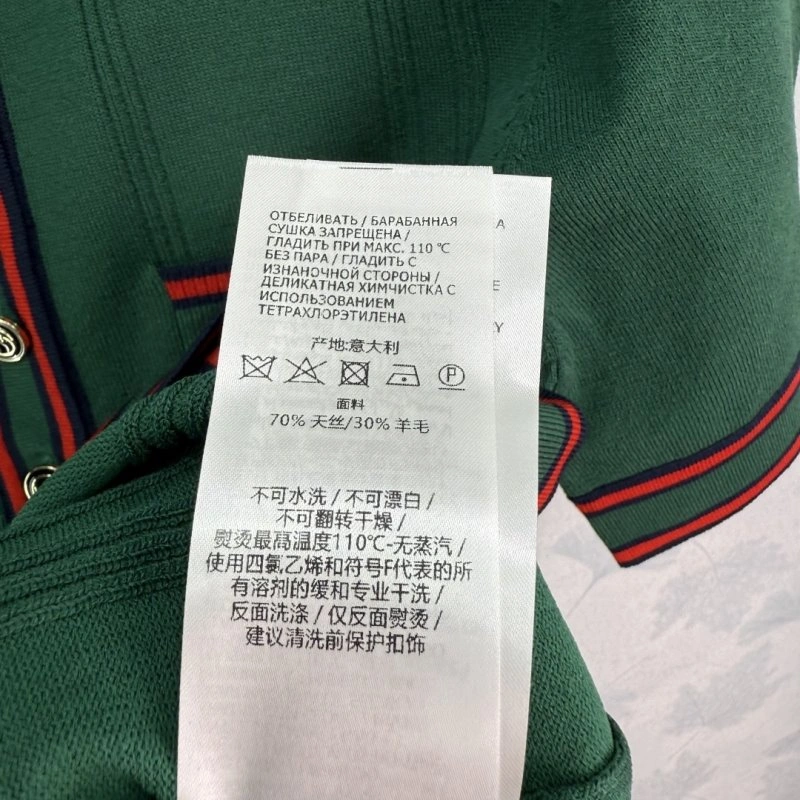 ОТБЕЛИВАТЬ / БАРАБАННАЯ
СУШКА ЗАПРЕЩЕНА /
ГЛАДИТЬ ПРИ МАКС. 110 ℃
БЕЗ ПАРА / ГЛАДИТЬ С
ИЗНАНОЧНОЙ СТОРОНЫ /
ДЕЛИКАТНАЯ ХИМЧИСТКА С
ИСПОЛЬЗОВАНИЕМ
ТЕТРАХЛОРЭТИЛЕНА
产地:意大利
P
面料
70% 天丝/30% 羊毛
不可水洗 / 不可漂白 /
不可翻转干燥 /
熨烫最高温度110℃-无蒸汽 /
使用四氯乙烯和符号F代表的所
有溶剂的缓和专业干洗 /
反面洗涤 / 仅反面熨烫 /
建议清洗前保护扣饰
A
E
Y